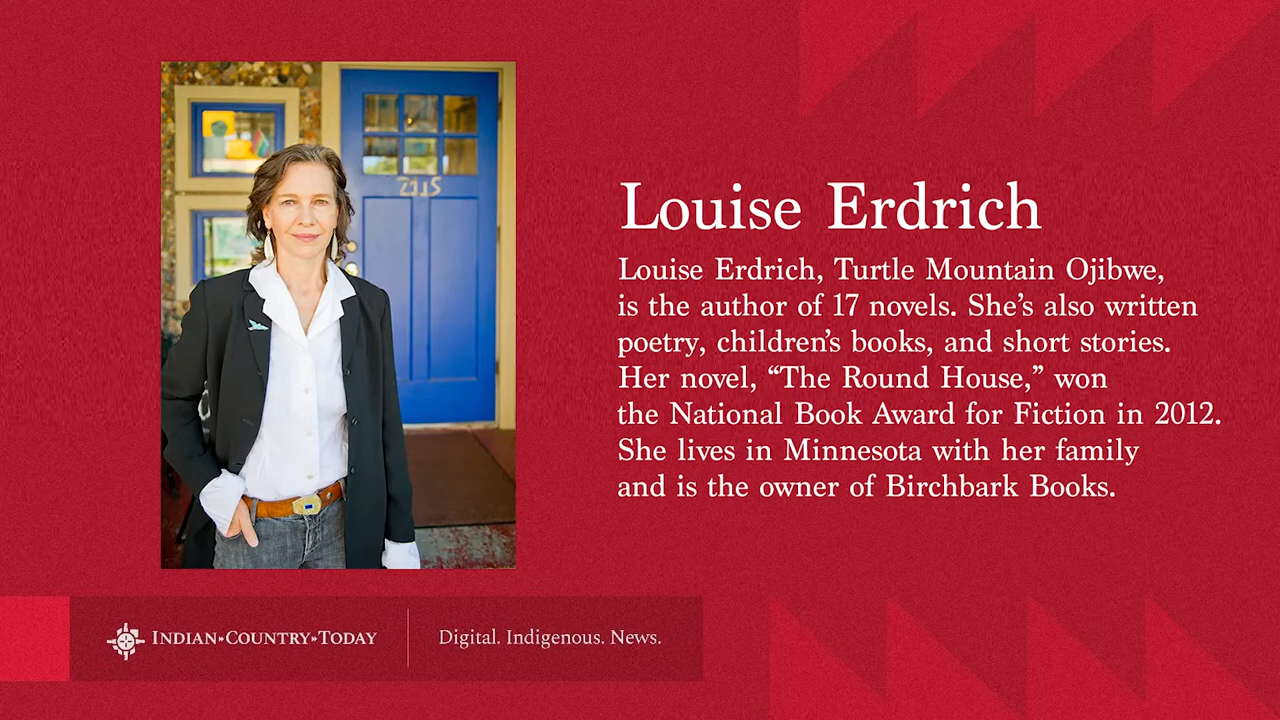 2115
Louise Erdrich
Louise Erdrich, Turtle Mountain Ojibwe,
is the author of 17 novels. She’s also written
poetry, children’s books, and short stories.
Her novel, “The Round House,” won
the National Book Award for Fiction in 2012.
She lives in Minnesota with her family
and is the owner of Birchbark Books.
INDIAN▸COUNTRY▸TODAY
Digital. Indigenous. News.